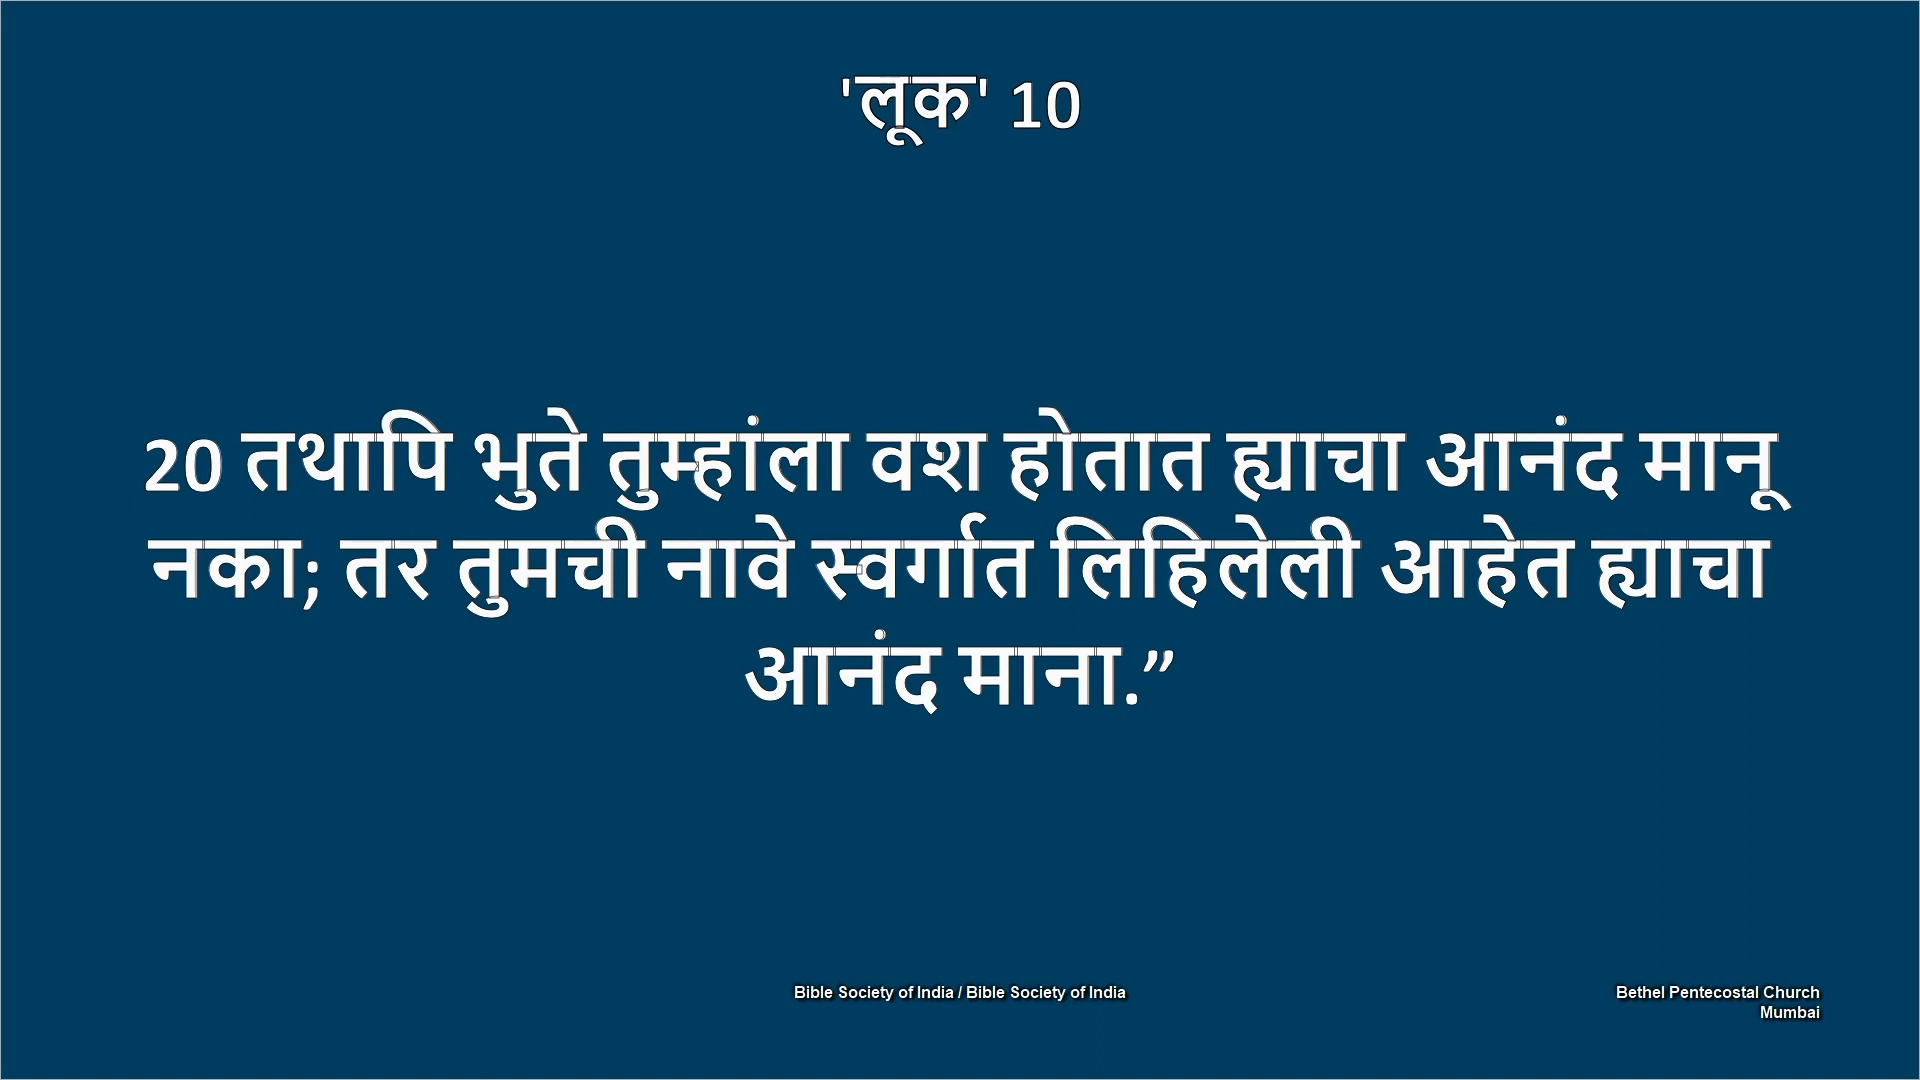 'लूक' 10
20 तथापि भुते तुम्हांला वश होतात ह्याचा आनंद मानू
नका; तर तुमची नावे स्वर्गात लिहिलेली आहेत ह्याचा
आनंद माना.”
Bible Society of India / Bible Society of India
Bethel Pentecostal Church
Mumbai